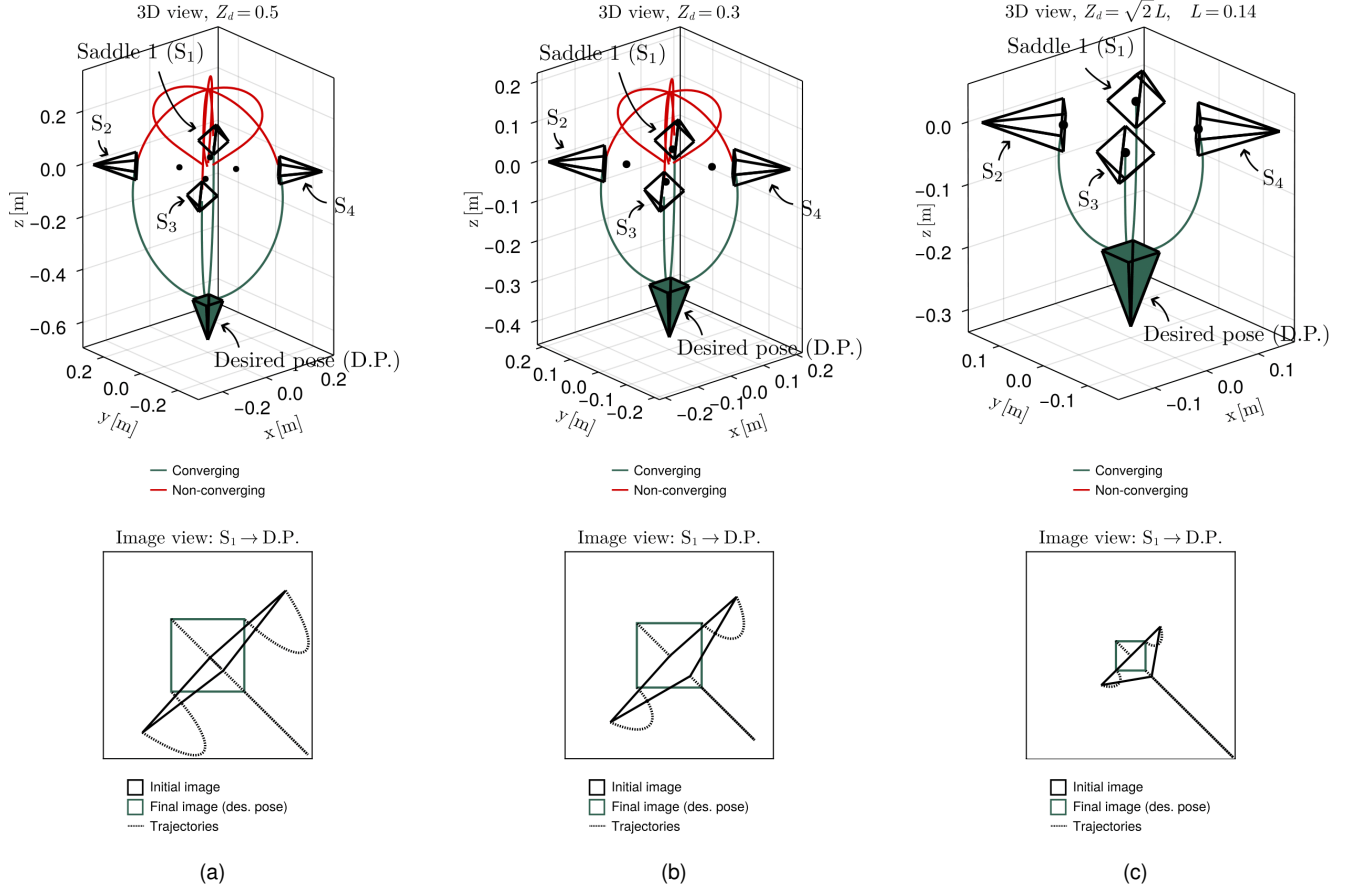 3D view, Z_d = 0.5
Saddle 1 (S₁)
S₂
S₃
S₄
0.2
0.0
−0.2
−0.4
−0.6
z [m]
Desired pose (D.P.)
0.2
0.0
−0.2
y [m]
−0.2
0.0
0.2
x [m]
Converging
Non-converging
Image view: S₁ → D.P.
Initial image
Final image (des. pose)
Trajectories
(a)
3D view, Z_d = 0.3
Saddle 1 (S₁)
S₂
S₃
S₄
0.2
0.1
0.0
−0.1
−0.2
−0.3
−0.4
z [m]
Desired pose (D.P.)
0.2
0.1
0.0
−0.1
−0.2
y [m]
−0.2
−0.1
0.0
0.1
0.2
x [m]
Converging
Non-converging
Image view: S₁ → D.P.
Initial image
Final image (des. pose)
Trajectories
(b)
3D view, Z_d = √2 L, L = 0.14
Saddle 1 (S₁)
S₂
S₃
S₄
0.0
−0.1
−0.2
−0.3
z [m]
Desired pose (D.P.)
0.1
0.0
−0.1
y [m]
−0.1
0.0
0.1
x [m]
Converging
Non-converging
Image view: S₁ → D.P.
Initial image
Final image (des. pose)
Trajectories
(c)